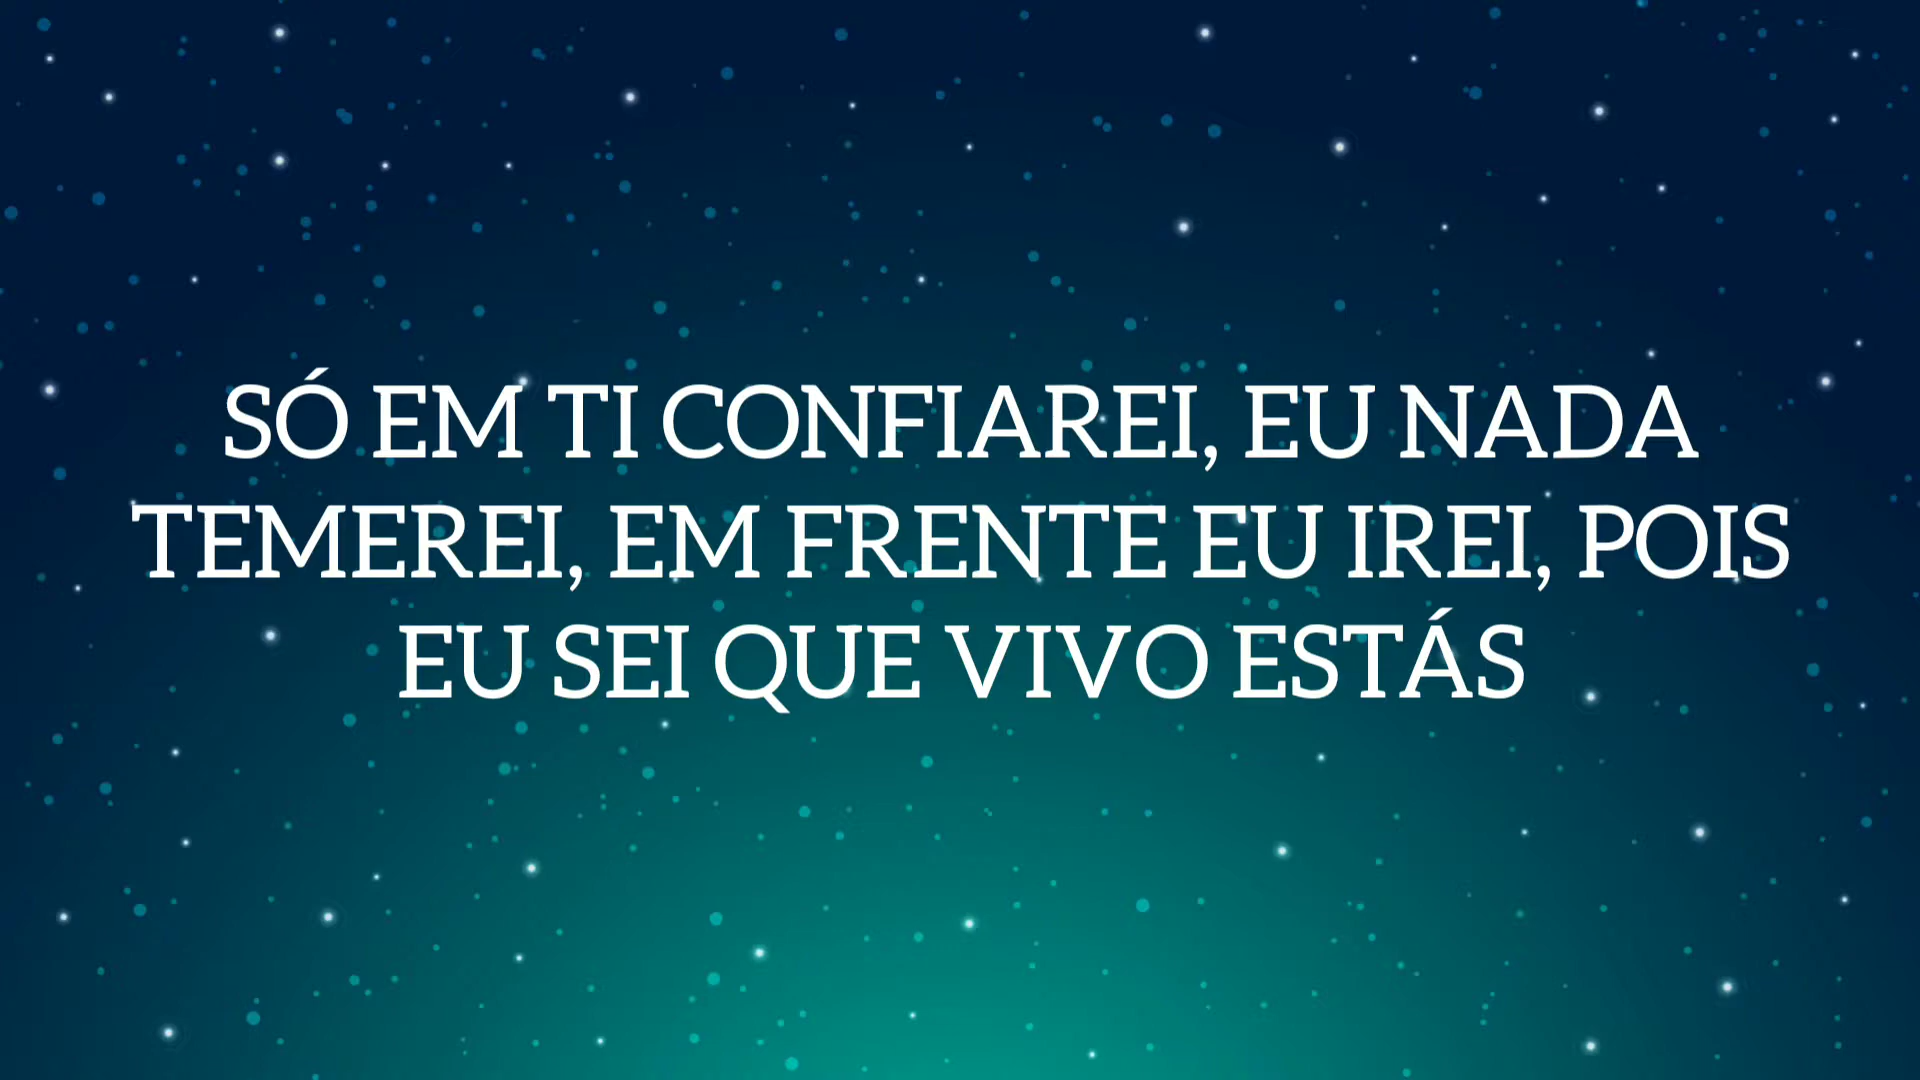 SÓ EM TI CONFIAREI, EU NADA
TEMEREI, EM FRENTE EU IREI, POIS
EU SEI QUE VIVO ESTÁS